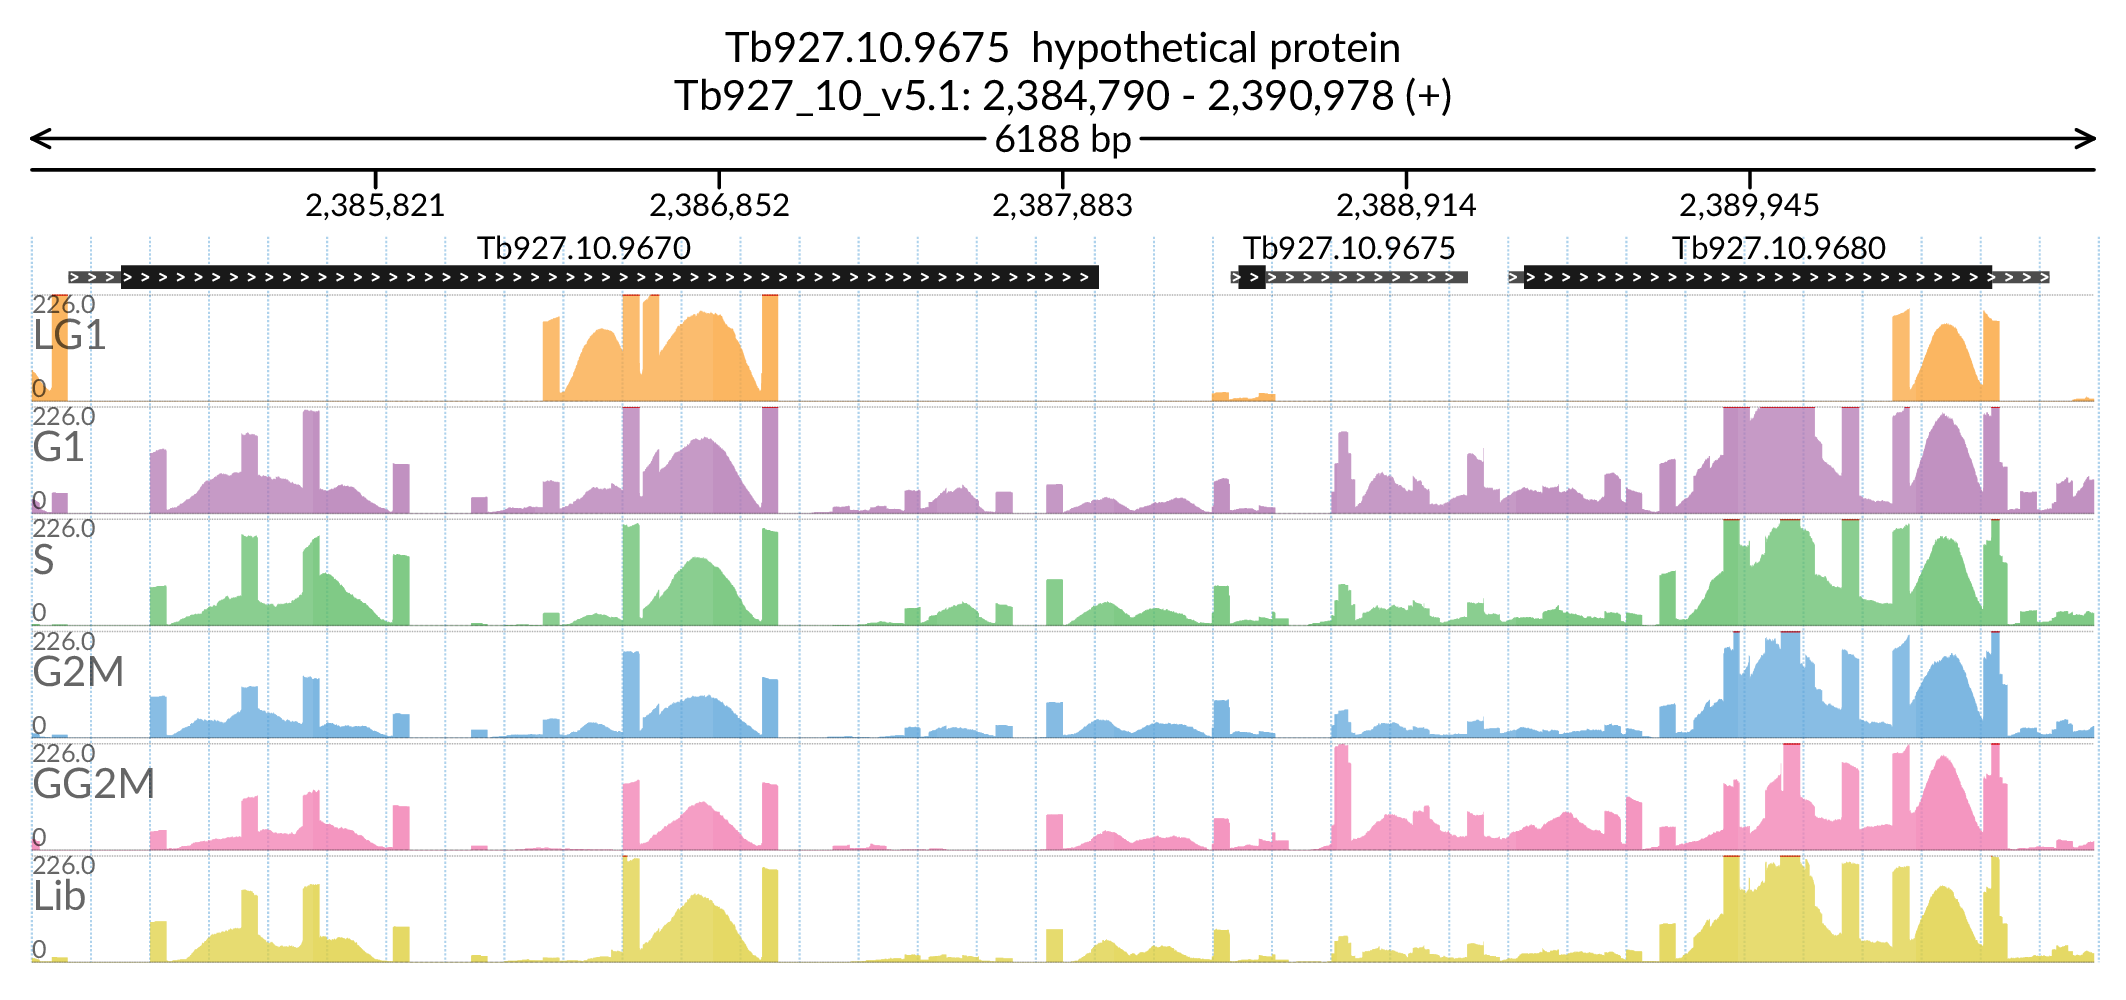 Tb927.10.9675  hypothetical protein
Tb927_10_v5.1: 2,384,790 - 2,390,978 (+)
6188 bp
2,385,821 2,386,852 2,387,883 2,388,914 2,389,945
Tb927.10.9670 Tb927.10.9675 Tb927.10.9680
226.0
LG1
0
226.0
G1
0
226.0
S
0
226.0
G2M
0
226.0
GG2M
0
226.0
Lib
0